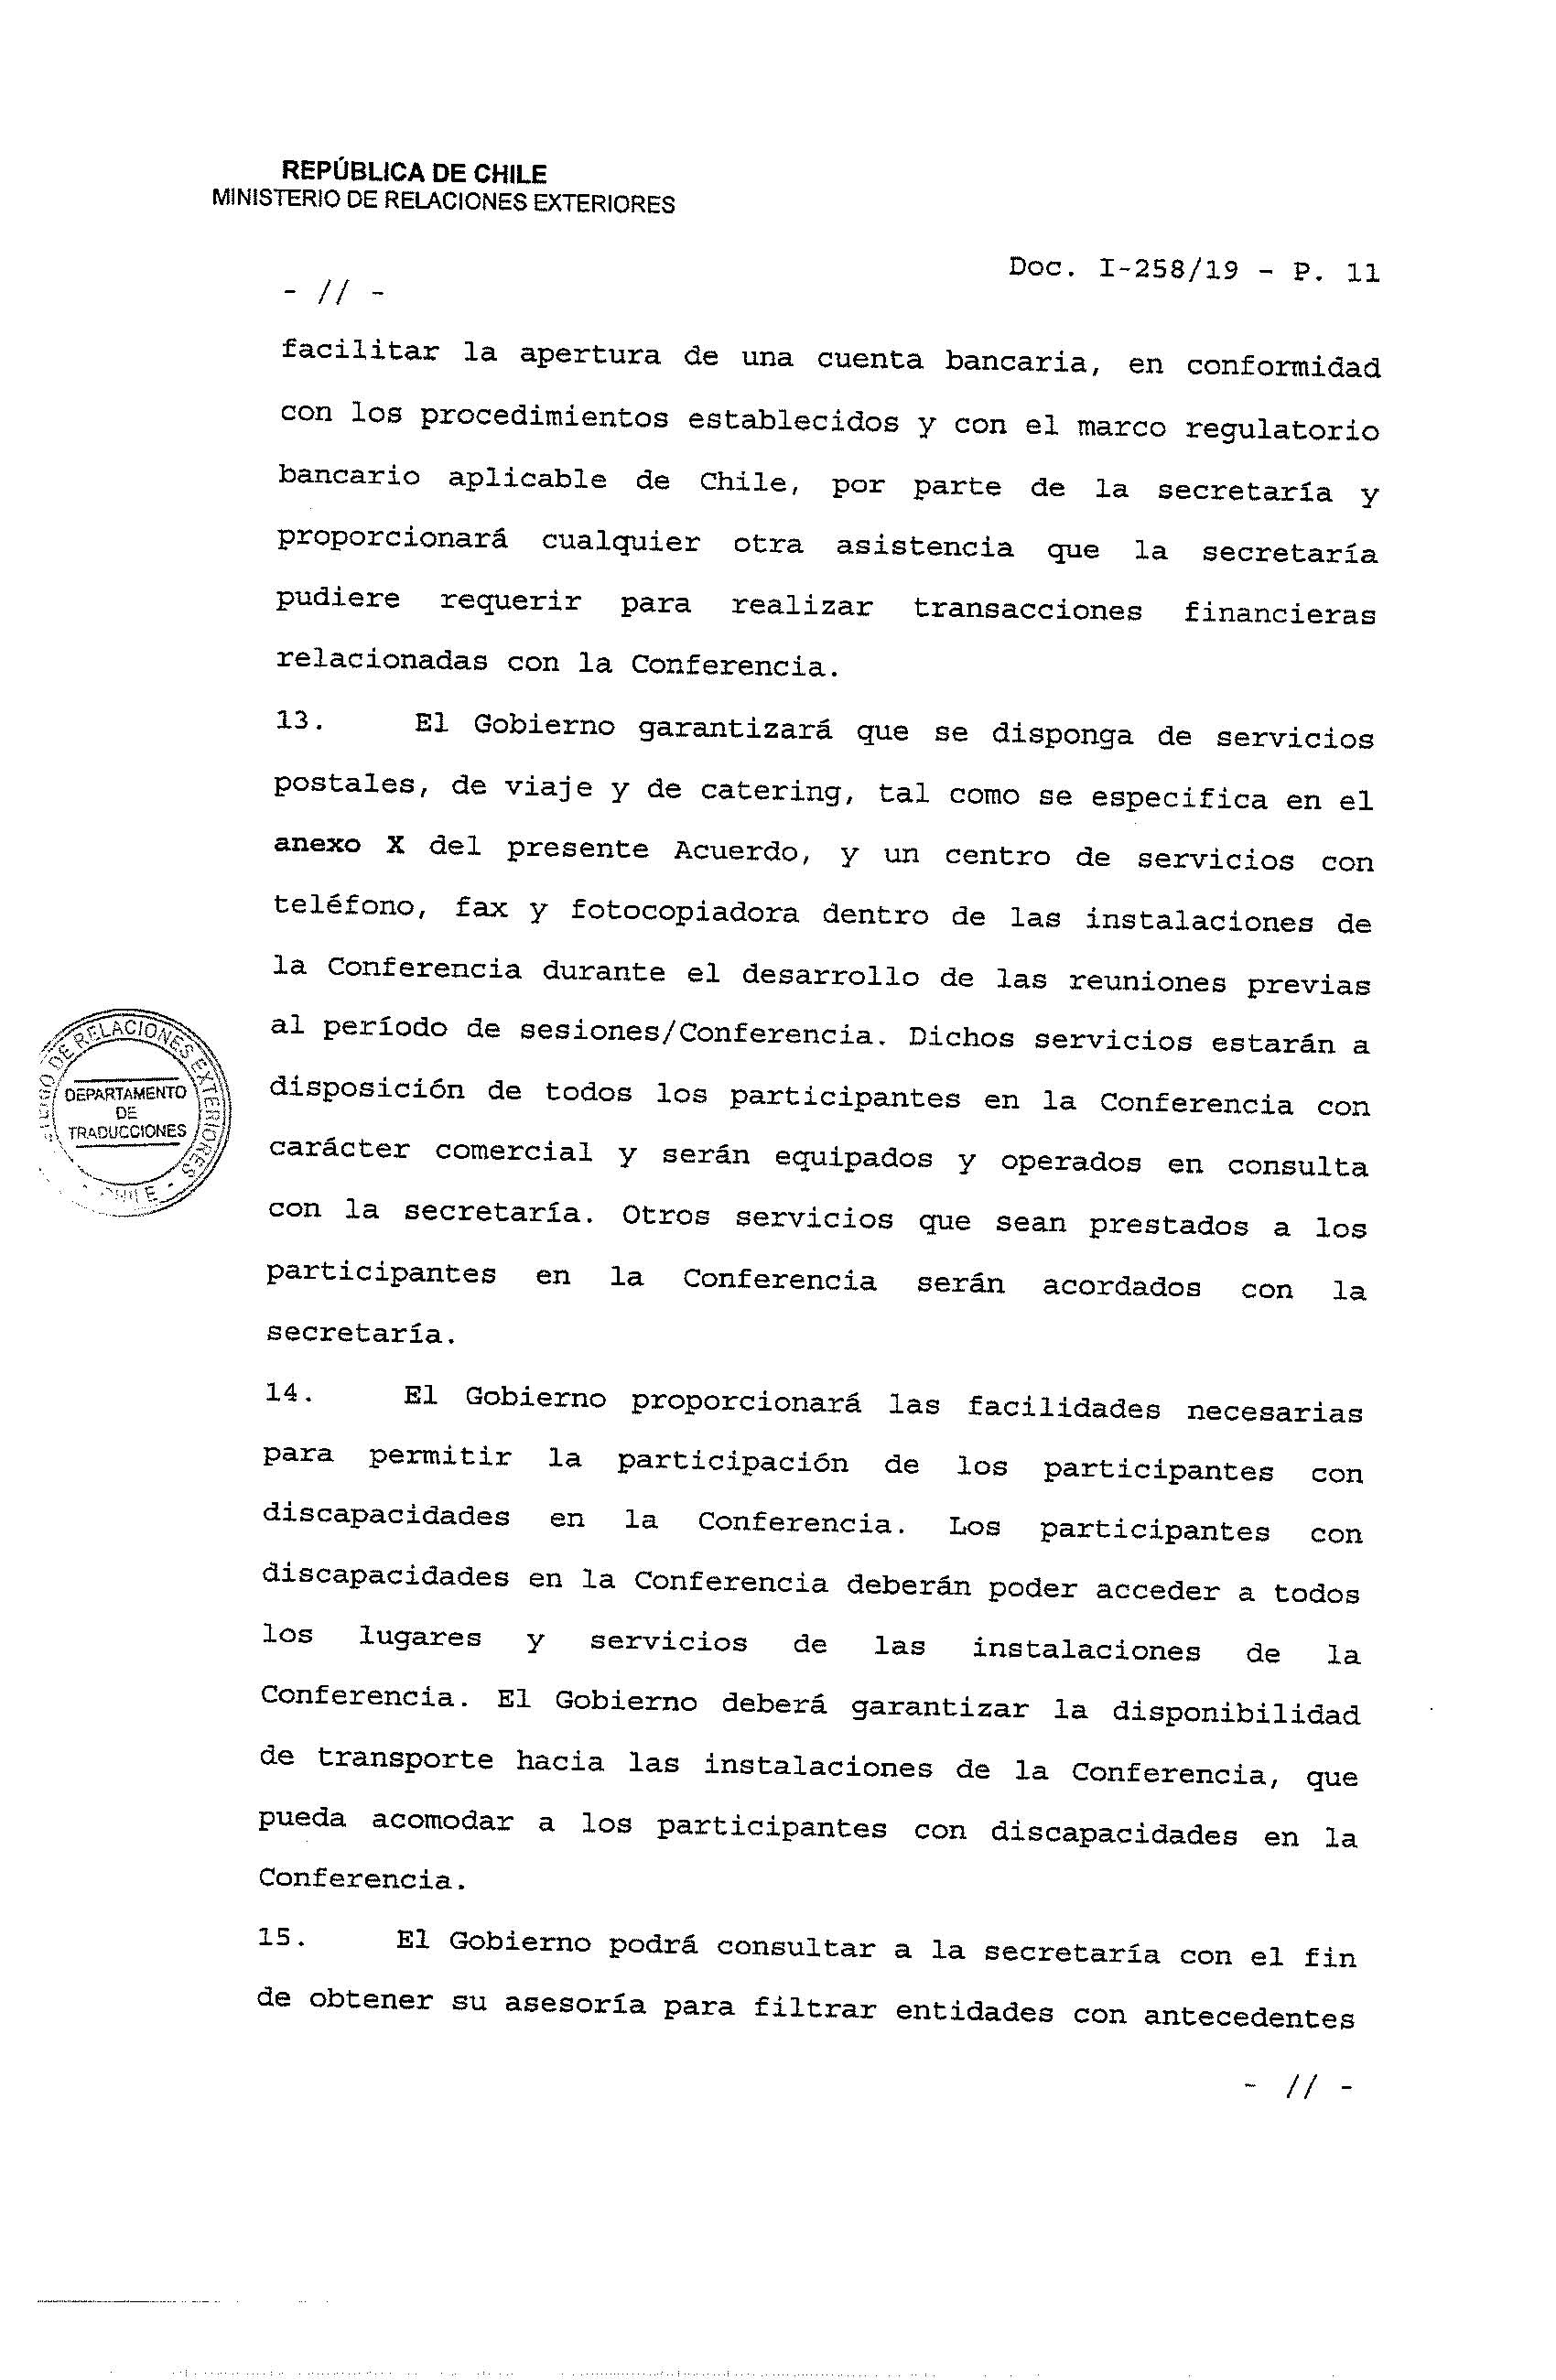 REPÚBLICA DE CHILE
MINISTERIO DE RELACIONES EXTERIORES
Doc. I-258/19 - P. 11
- // -
facilitar la apertura de una cuenta bancaria, en conformidad
con los procedimientos establecidos y con el marco regulatorio
bancario aplicable de Chile, por parte de la secretaría y
proporcionará cualquier otra asistencia que la secretaría
pudiere requerir para realizar transacciones financieras
relacionadas con la Conferencia.
13. El Gobierno garantizará que se disponga de servicios
postales, de viaje y de catering, tal como se especifica en el
anexo X del presente Acuerdo, y un centro de servicios con
teléfono, fax y fotocopiadora dentro de las instalaciones de
la Conferencia durante el desarrollo de las reuniones previas
al período de sesiones/Conferencia. Dichos servicios estarán a
disposición de todos los participantes en la Conferencia con
carácter comercial y serán equipados y operados en consulta
con la secretaría. Otros servicios que sean prestados a los
participantes en la Conferencia serán acordados con la
secretaría.
14. El Gobierno proporcionará las facilidades necesarias
para permitir la participación de los participantes con
discapacidades en la Conferencia. Los participantes con
discapacidades en la Conferencia deberán poder acceder a todos
los lugares y servicios de las instalaciones de la
Conferencia. El Gobierno deberá garantizar la disponibilidad
de transporte hacia las instalaciones de la Conferencia, que
pueda acomodar a los participantes con discapacidades en la
Conferencia.
15. El Gobierno podrá consultar a la secretaría con el fin
de obtener su asesoría para filtrar entidades con antecedentes
- // -
DE RELACIONES EXTERIORES
DEPARTAMENTO
DE
TRADUCCIONES